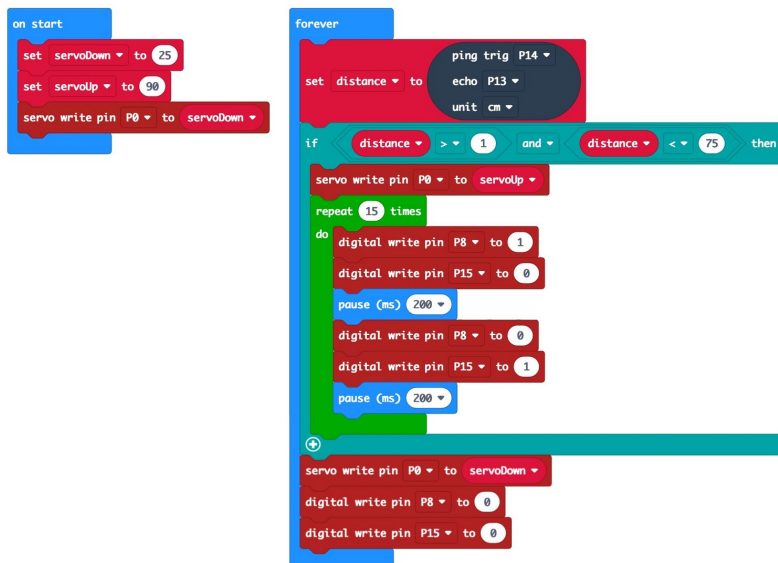 on start
set servoDown to 25
set servoUp to 90
servo write pin P0 to servoDown
forever
set distance to ping trig P14
echo P13
unit cm
if distance > 1 and distance < 75 then
servo write pin P0 to servoUp
repeat 15 times
do
digital write pin P8 to 1
digital write pin P15 to 0
pause (ms) 200
digital write pin P8 to 0
digital write pin P15 to 1
pause (ms) 200
servo write pin P0 to servoDown
digital write pin P8 to 0
digital write pin P15 to 0